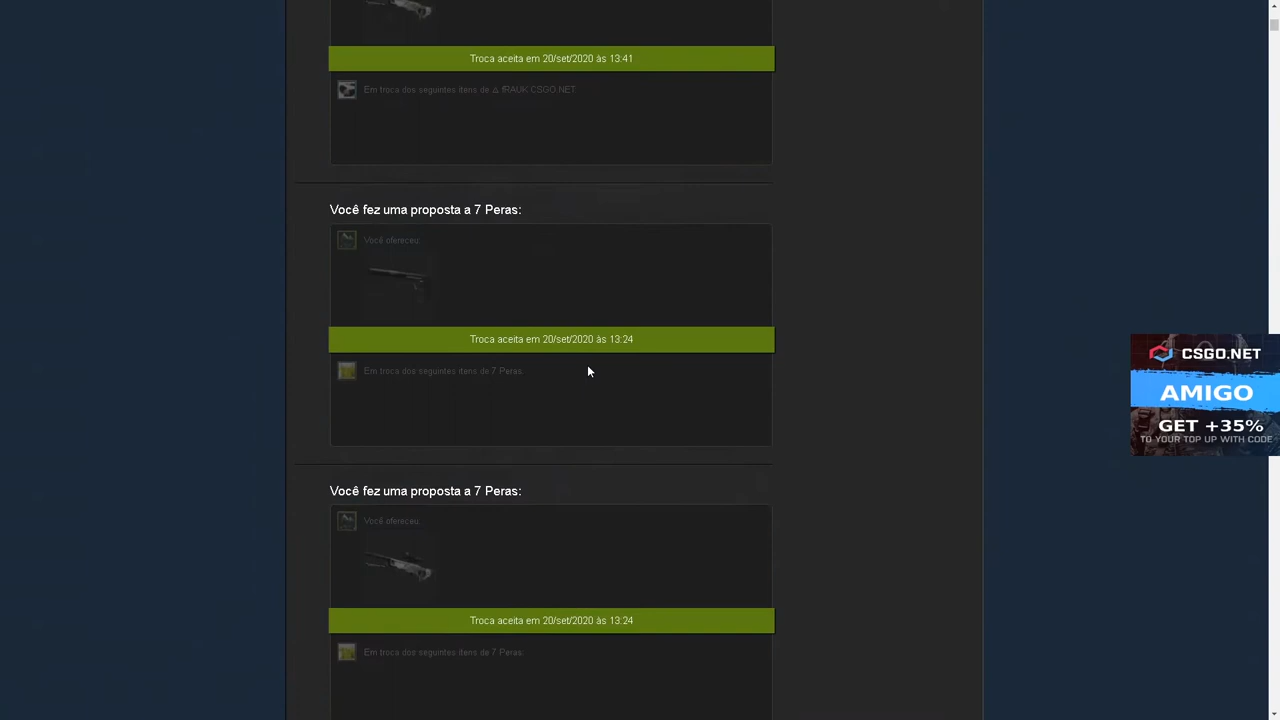 Troca aceita em 20/set/2020 às 13:41
Em troca dos seguintes itens de ♙ fRAUK CSGO.NET:
Você fez uma proposta a 7 Peras:
Você ofereceu:
Troca aceita em 20/set/2020 às 13:24
Em troca dos seguintes itens de 7 Peras:
CSGO.NET
AMIGO
GET +35%
TO YOUR TOP UP WITH CODE
Você fez uma proposta a 7 Peras:
Você ofereceu:
Troca aceita em 20/set/2020 às 13:24
Em troca dos seguintes itens de 7 Peras: